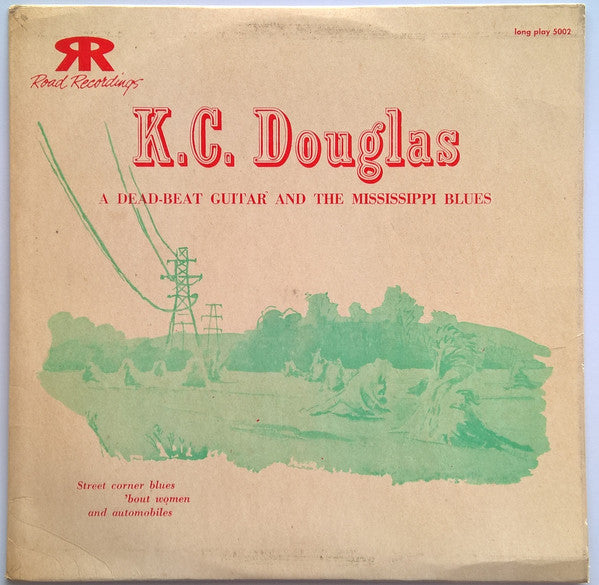 RR
Road Recordings
long play 5002
K.C. Douglas
A DEAD-BEAT GUITAR AND THE MISSISSIPPI BLUES
Street corner blues
'bout women
and automobiles